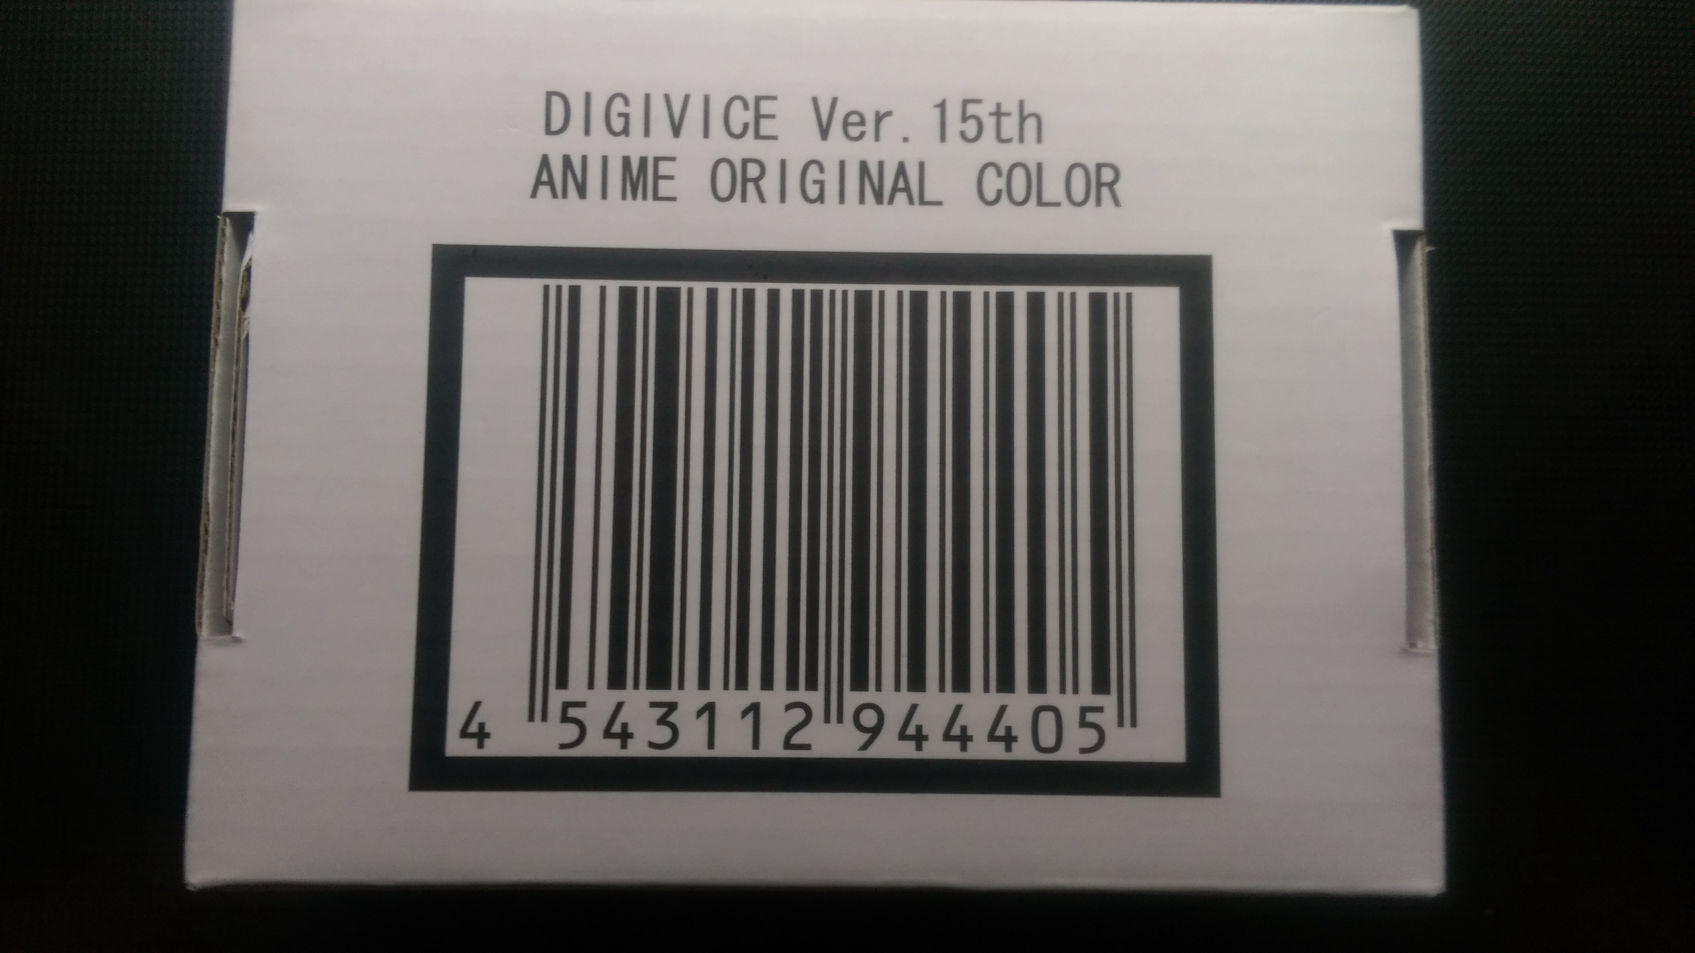 DIGIVICE Ver.15th
ANIME ORIGINAL COLOR
4 543112 944405